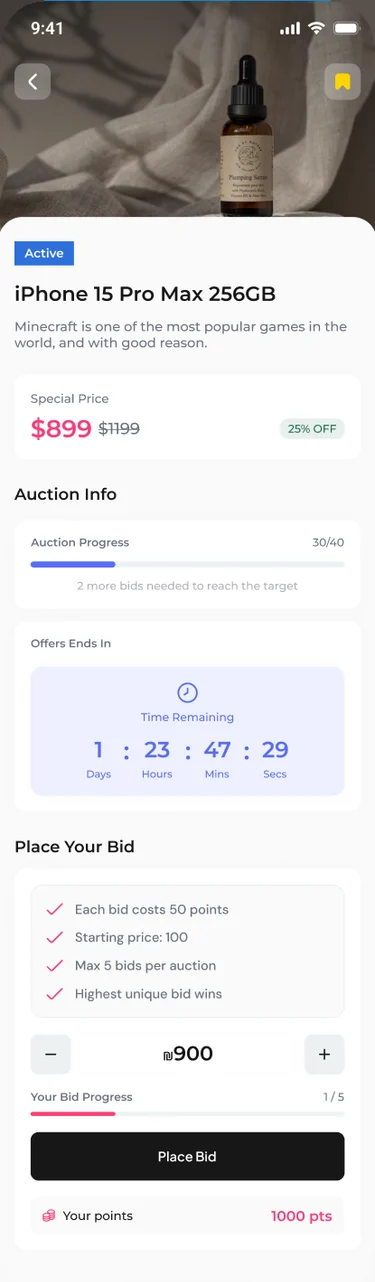 9:41
Plumping Serum
Active
iPhone 15 Pro Max 256GB
Minecraft is one of the most popular games in the
world, and with good reason.
Special Price
$899 $1199
25% OFF
Auction Info
Auction Progress
30/40
2 more bids needed to reach the target
Offers Ends In
Time Remaining
1 : 23 : 47 : 29
Days Hours Mins Secs
Place Your Bid
Each bid costs 50 points
Starting price: 100
Max 5 bids per auction
Highest unique bid wins
− ₪900 +
Your Bid Progress
1 / 5
Place Bid
Your points
1000 pts